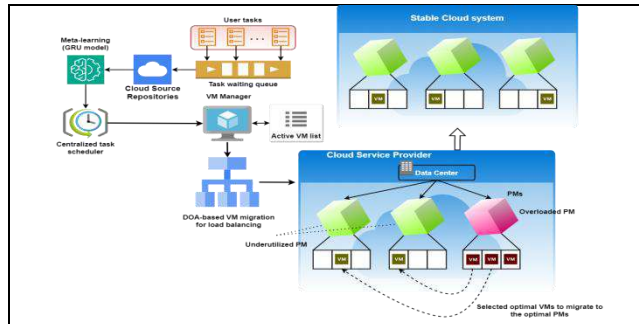 User tasks
...
Task waiting queue
Meta-learning
(GRU model)
Cloud Source
Repositories
Centralized task
scheduler
VM Manager
Active VM list
DOA-based VM migration
for load balancing
Stable Cloud system
VM
VM
VM
Cloud Service Provider
Data Center
PMs
Overloaded PM
Underutilized PM
VM
VM
VM
VM
VM
Selected optimal VMs to migrate to
the optimal PMs